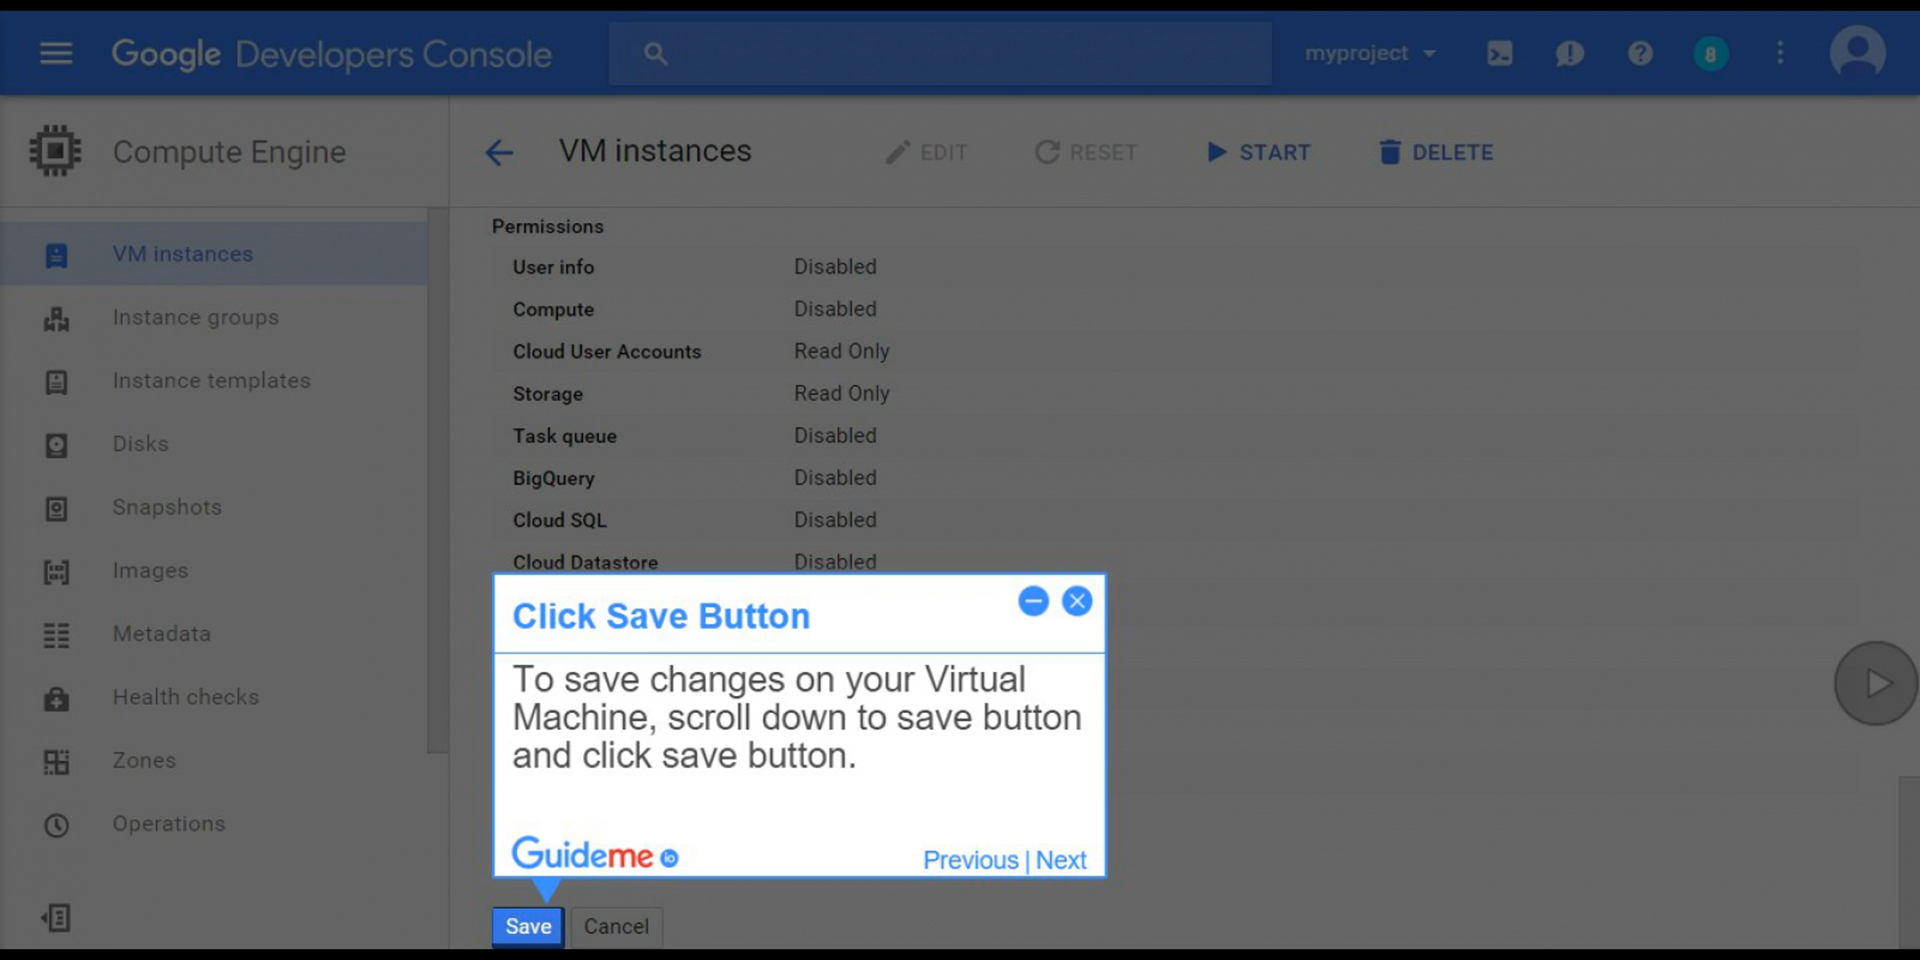 Google Developers Console
myproject
8
Compute Engine
VM instances
EDIT
RESET
START
DELETE
VM instances
Instance groups
Instance templates
Disks
Snapshots
Images
Metadata
Health checks
Zones
Operations
Permissions
User info Disabled
Compute Disabled
Cloud User Accounts Read Only
Storage Read Only
Task queue Disabled
BigQuery Disabled
Cloud SQL Disabled
Cloud Datastore Disabled
Click Save Button
To save changes on your Virtual
Machine, scroll down to save button
and click save button.
Guideme io
Previous | Next
Save
Cancel